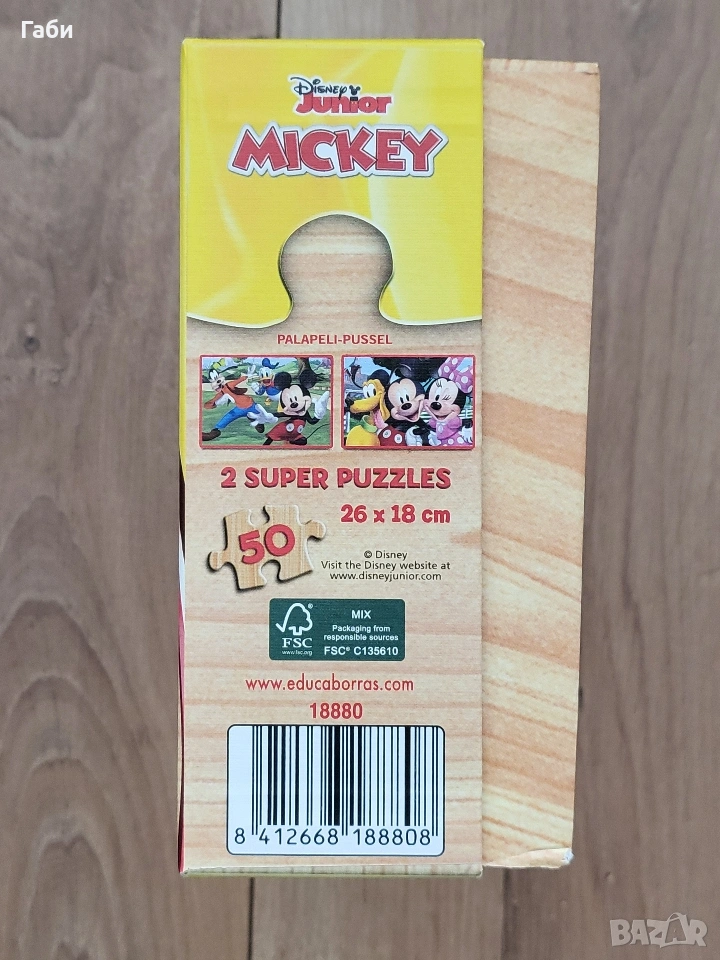 Габи
Disney
Junior
MICKEY
PALAPELI-PUSSEL
2 SUPER PUZZLES
26 x 18 cm
50
© Disney
Visit the Disney website at
www.disneyjunior.com
FSC
www.fsc.org
MIX
Packaging from
responsible sources
FSC® C135610
www.educaborras.com
18880
8 412668 188808
BAZAR